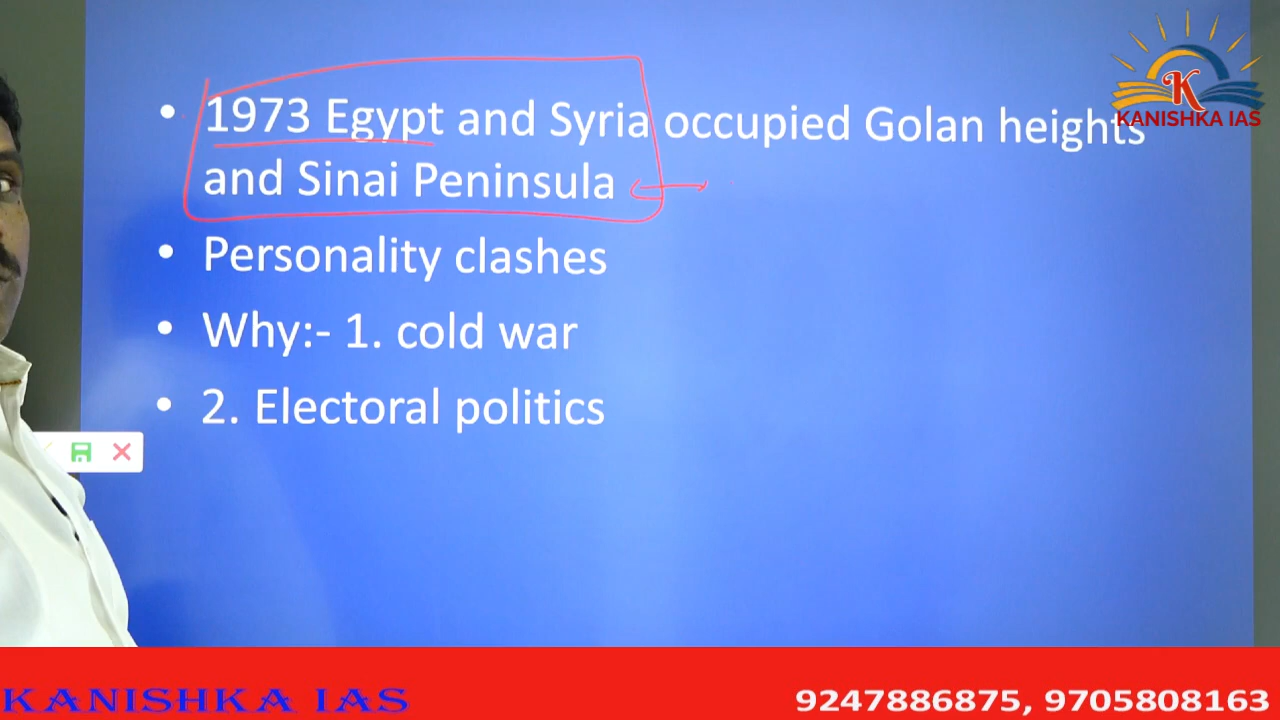 K
KANISHKA IAS
• 1973 Egypt and Syria occupied Golan heights
and Sinai Peninsula
• Personality clashes
• Why:- 1. cold war
• 2. Electoral politics
KANISHKA IAS
9247886875, 9705808163